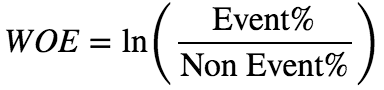 WOE = ln(Event% / Non Event%)